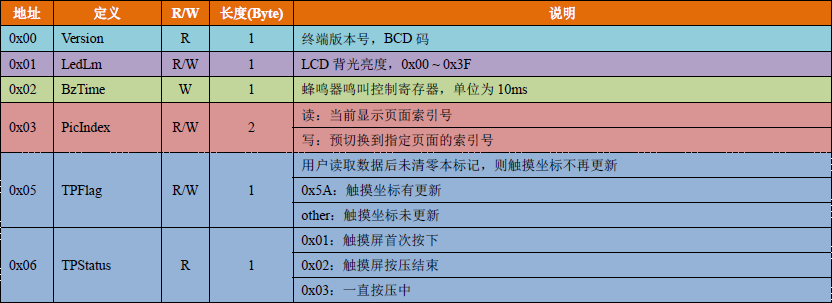 地址 定义 R/W 长度(Byte) 说明
0x00 Version R 1 终端版本号，BCD 码
0x01 LedLm R/W 1 LCD 背光亮度，0x00 ~ 0x3F
0x02 BzTime W 1 蜂鸣器鸣叫控制寄存器，单位为 10ms
0x03 PicIndex R/W 2 读：当前显示页面索引号
写：预切换到指定页面的索引号
用户读取数据后未清零本标记，则触摸坐标不再更新
0x05 TPFlag R/W 1 0x5A：触摸坐标有更新
other：触摸坐标未更新
0x01：触摸屏首次按下
0x06 TPStatus R 1 0x02：触摸屏按压结束
0x03：一直按压中